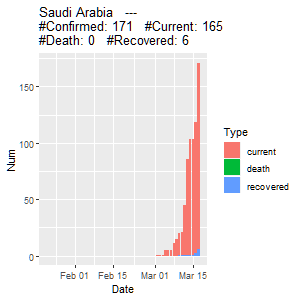 Saudi Arabia   ---
#Confirmed: 171   #Current: 165
#Death: 0   #Recovered: 6
Num
150
100
50
0
Feb 01
Feb 15
Mar 01
Mar 15
Date
Type
current
death
recovered